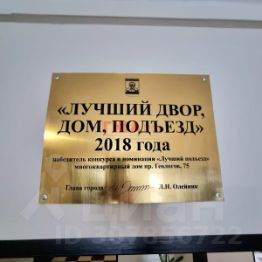 «ЛУЧШИЙ ДВОР,
ДОМ, ПОДЪЕЗД»
2018 года
победитель конкурса в номинации «Лучший подъезд»
многоквартирный дом пр. Геологов, 75
Глава города Л.Н. Олейник